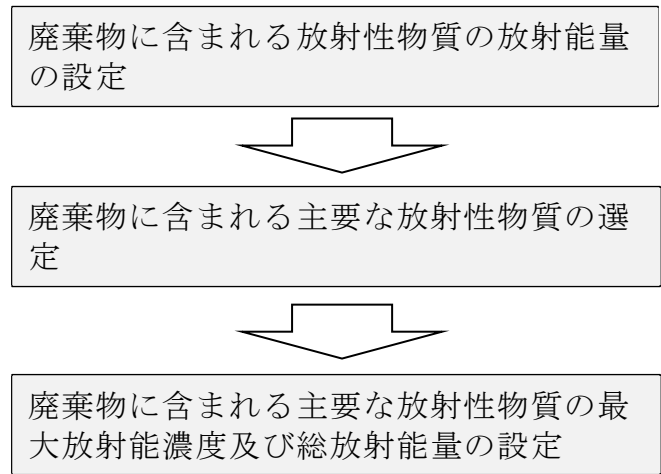 廃棄物に含まれる放射性物質の放射能量
の設定
廃棄物に含まれる主要な放射性物質の選
定
廃棄物に含まれる主要な放射性物質の最
大放射能濃度及び総放射能量の設定